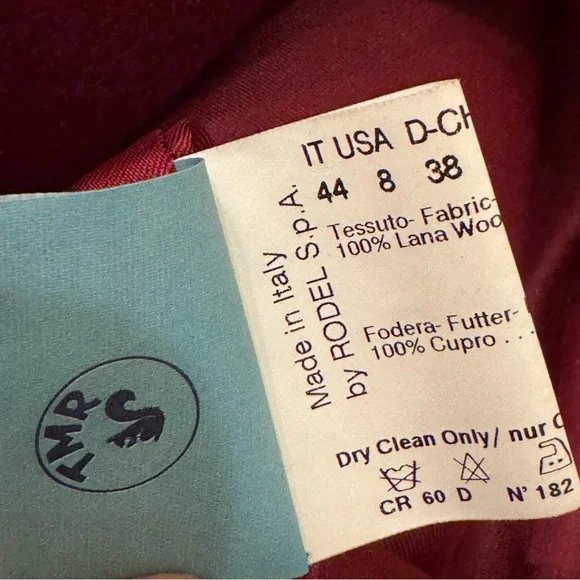 IT USA D-CH
44 8 38
Made in Italy
by RODEL S.p.A.
Tessuto- Fabric-
100% Lana Woo
Fodera- Futter-
100% Cupro . . .
Dry Clean Only/ nur C
CR 60 D N° 182